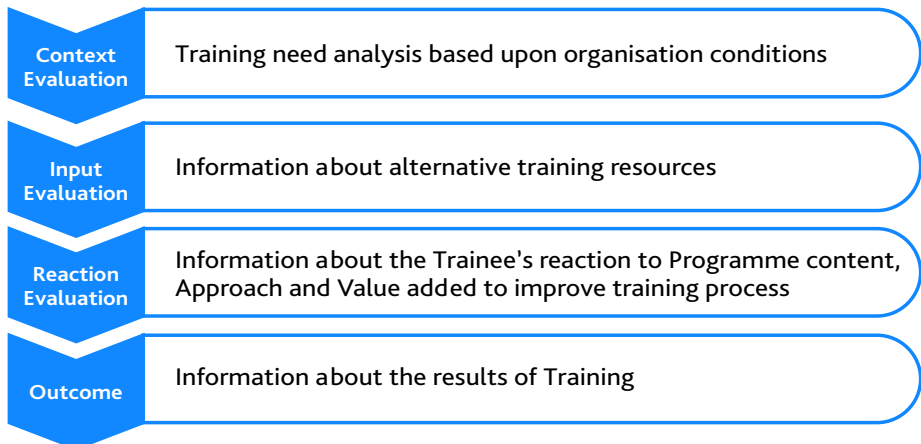 Context
Evaluation
Training need analysis based upon organisation conditions
Input
Evaluation
Information about alternative training resources
Reaction
Evaluation
Information about the Trainee's reaction to Programme content,
Approach and Value added to improve training process
Outcome
Information about the results of Training